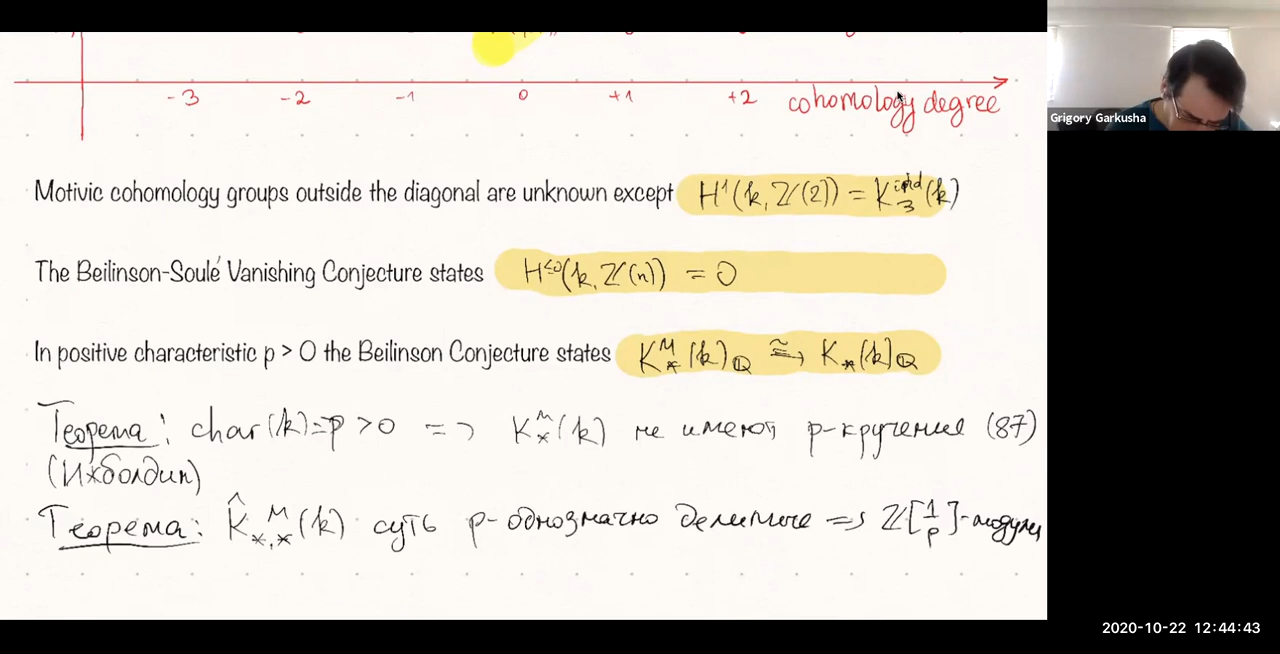 -3 -2 -1 0 +1 +2 cohomology degree
Grigory Garkusha
Motivic cohomology groups outside the diagonal are unknown except H¹(k, ℤ(2)) = K₃ⁱⁿᵈ(k)
The Beilinson-Soulé Vanishing Conjecture states H^{≤0}(k, ℤ(n)) = 0
In positive characteristic p > 0 the Beilinson Conjecture states K^M_*(k)_ℚ ≅→ K_*(k)_ℚ
Теорема: char(k)=p >0 => K^M_*(k) не имеют p-кручения (87)
(Ижболдин)
Теорема: K̂^M_{*,*}(k) суть p-однозначно делимые => ℤ[1/p]-модули
2020-10-22 12:44:43